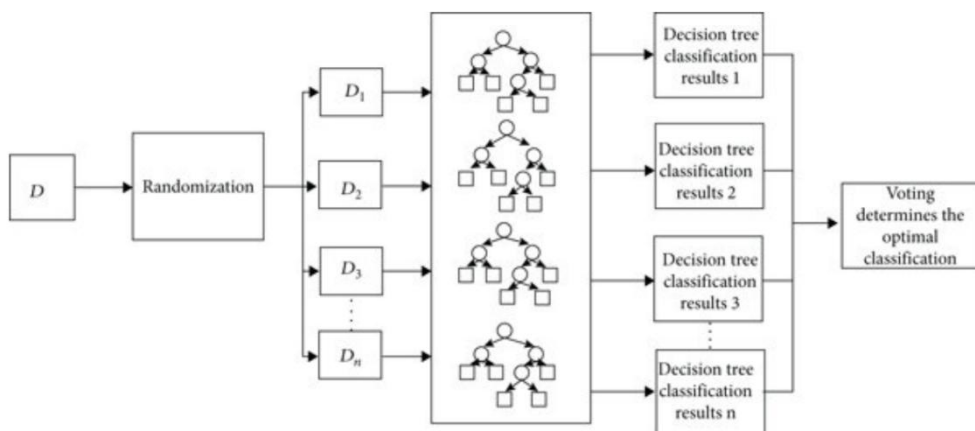 D
Randomization
D₁
D₂
D₃
Dₙ
Decision tree
classification
results 1
Decision tree
classification
results 2
Decision tree
classification
results 3
Decision tree
classification
results n
Voting
determines the
optimal
classification